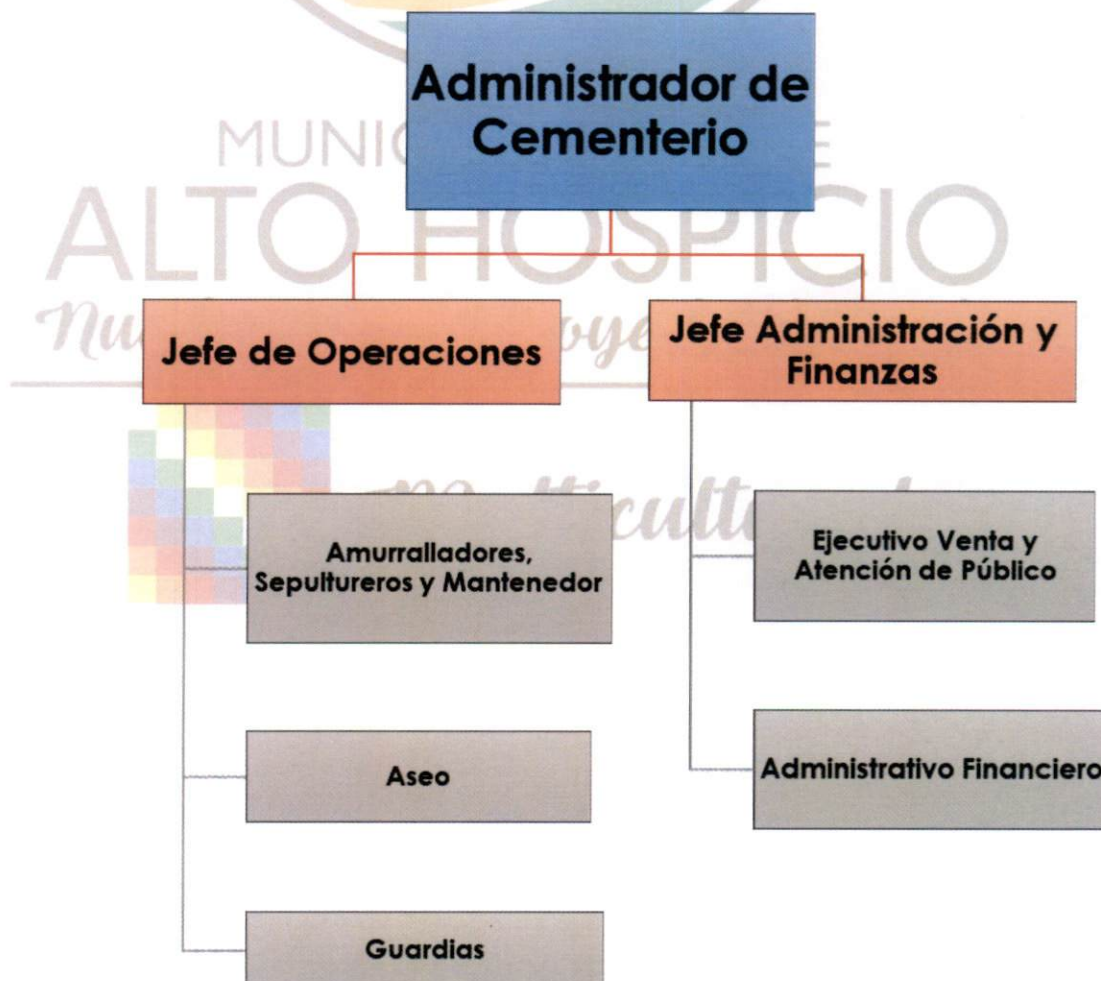 Administrador de
Cementerio
MUNIC
E
ALTO HOSPICIO
Jefe de Operaciones
Jefe Administración y
Finanzas
Amurralladores,
Sepultureros y Mantenedor
Ejecutivo Venta y
Atención de Público
Aseo
Administrativo Financiero
Guardias